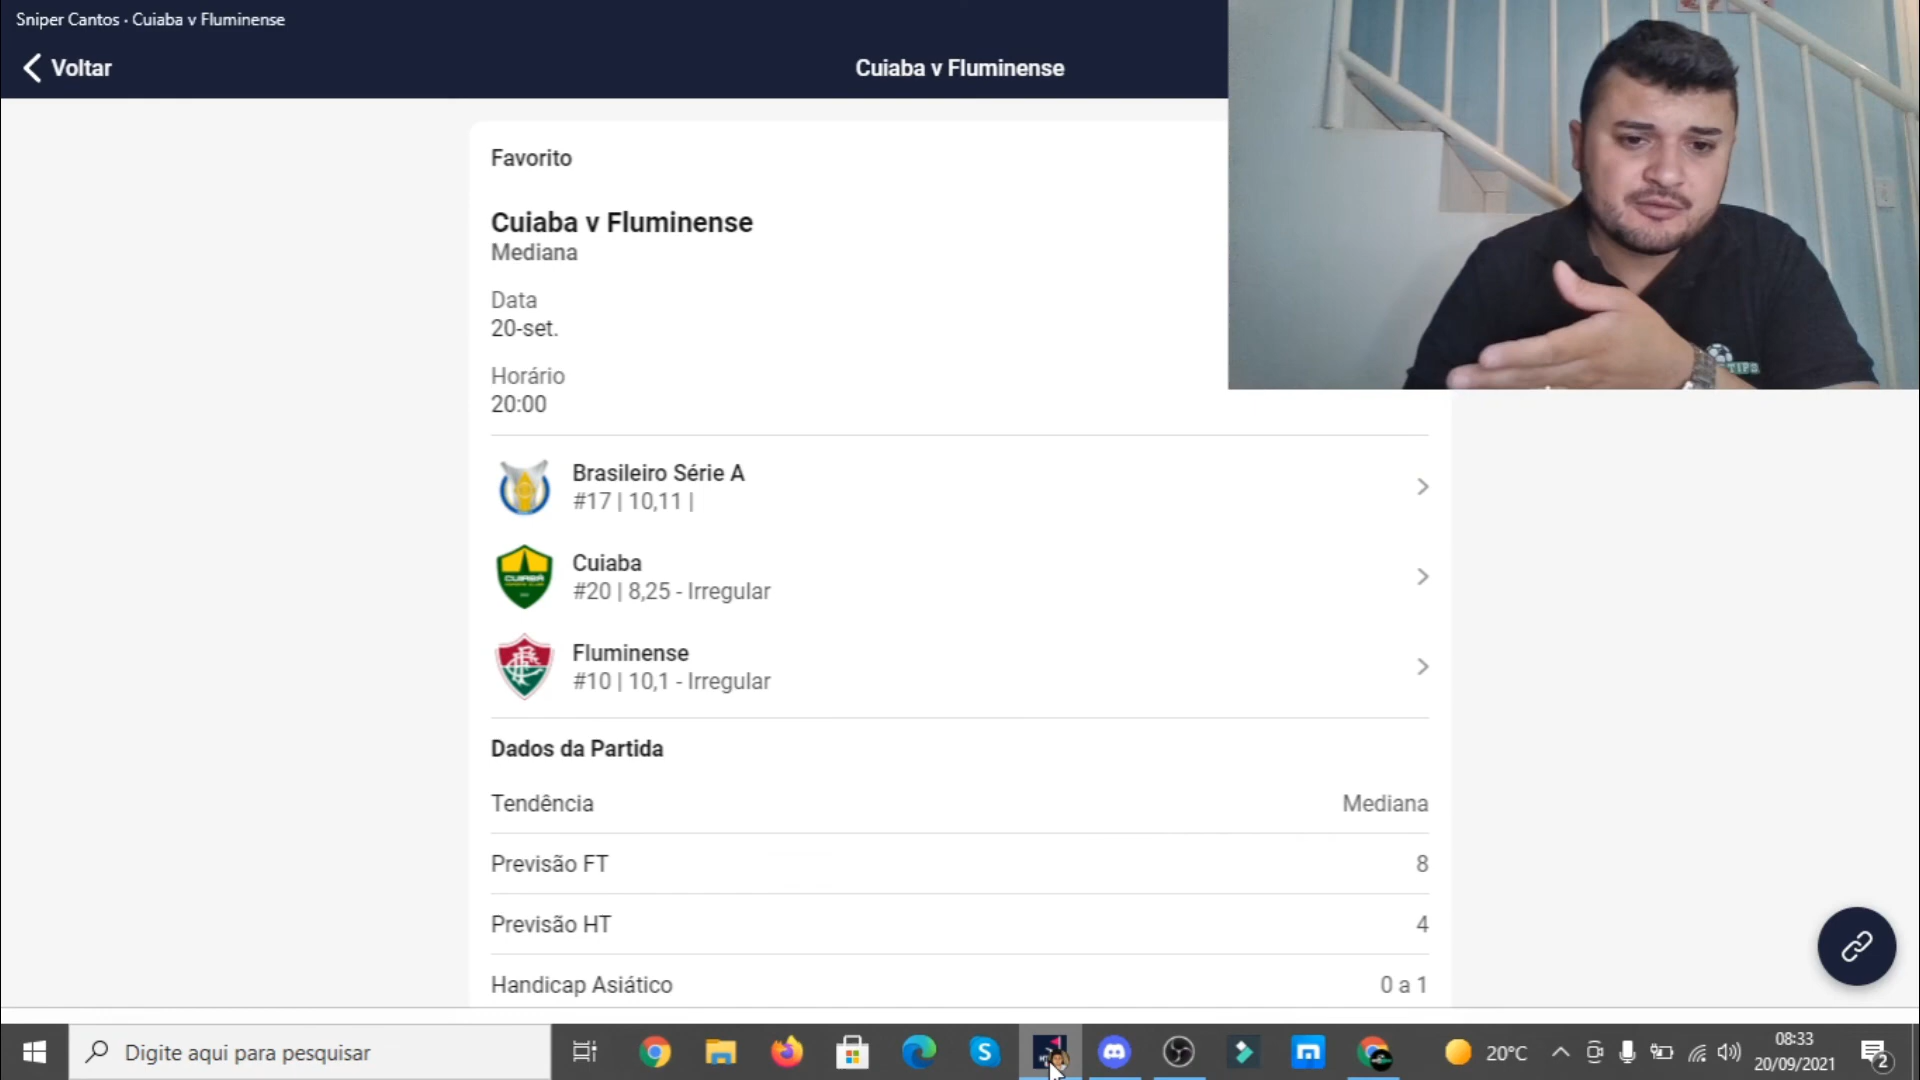 Sniper Cantos · Cuiaba v Fluminense
Voltar
Cuiaba v Fluminense
Favorito
Cuiaba v Fluminense
Mediana
Data
20-set.
Horário
20:00
Brasileiro Série A
#17 | 10,11 |
CUIABÁ
Cuiaba
#20 | 8,25 - Irregular
Fluminense
#10 | 10,1 - Irregular
Dados da Partida
Tendência
Mediana
Previsão FT
8
Previsão HT
4
Handicap Asiático
0 a 1
TIPS
Digite aqui para pesquisar
20°C
08:33
20/09/2021
2